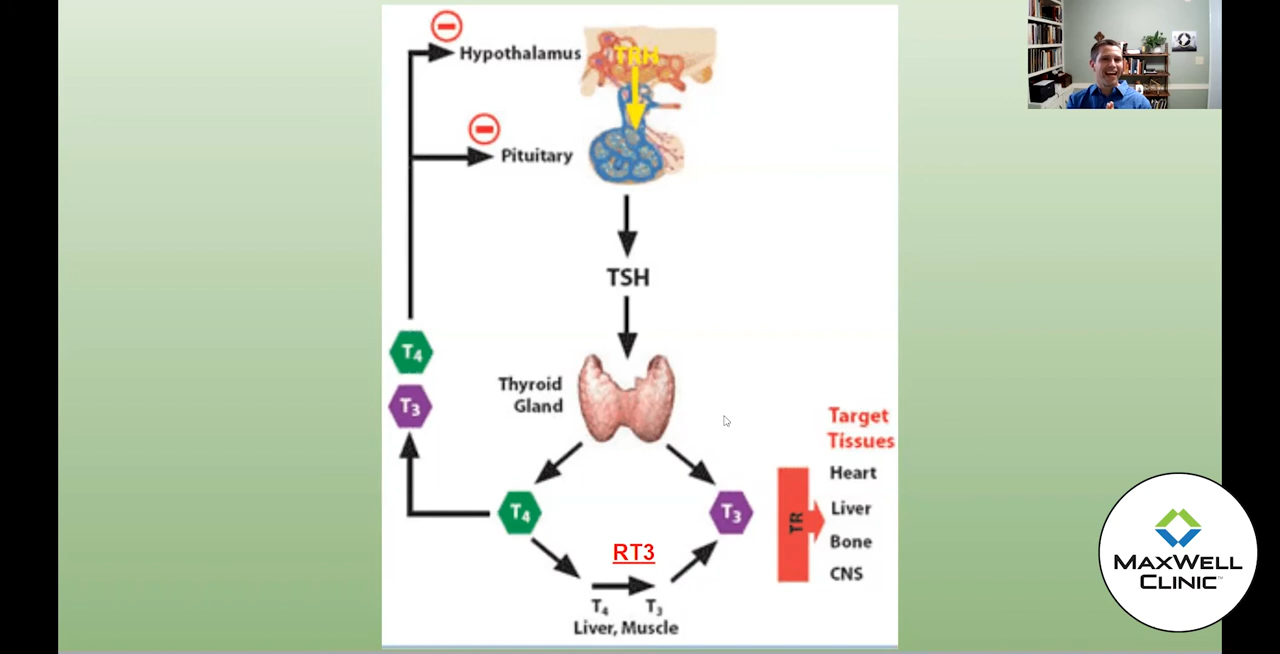 Hypothalamus
TRH
Pituitary
TSH
T4
Thyroid
Gland
T3
Target
Tissues
Heart
T4
T3
TR
Liver
RT3
Bone
CNS
T4
T3
Liver, Muscle
MAXWELL
CLINIC™